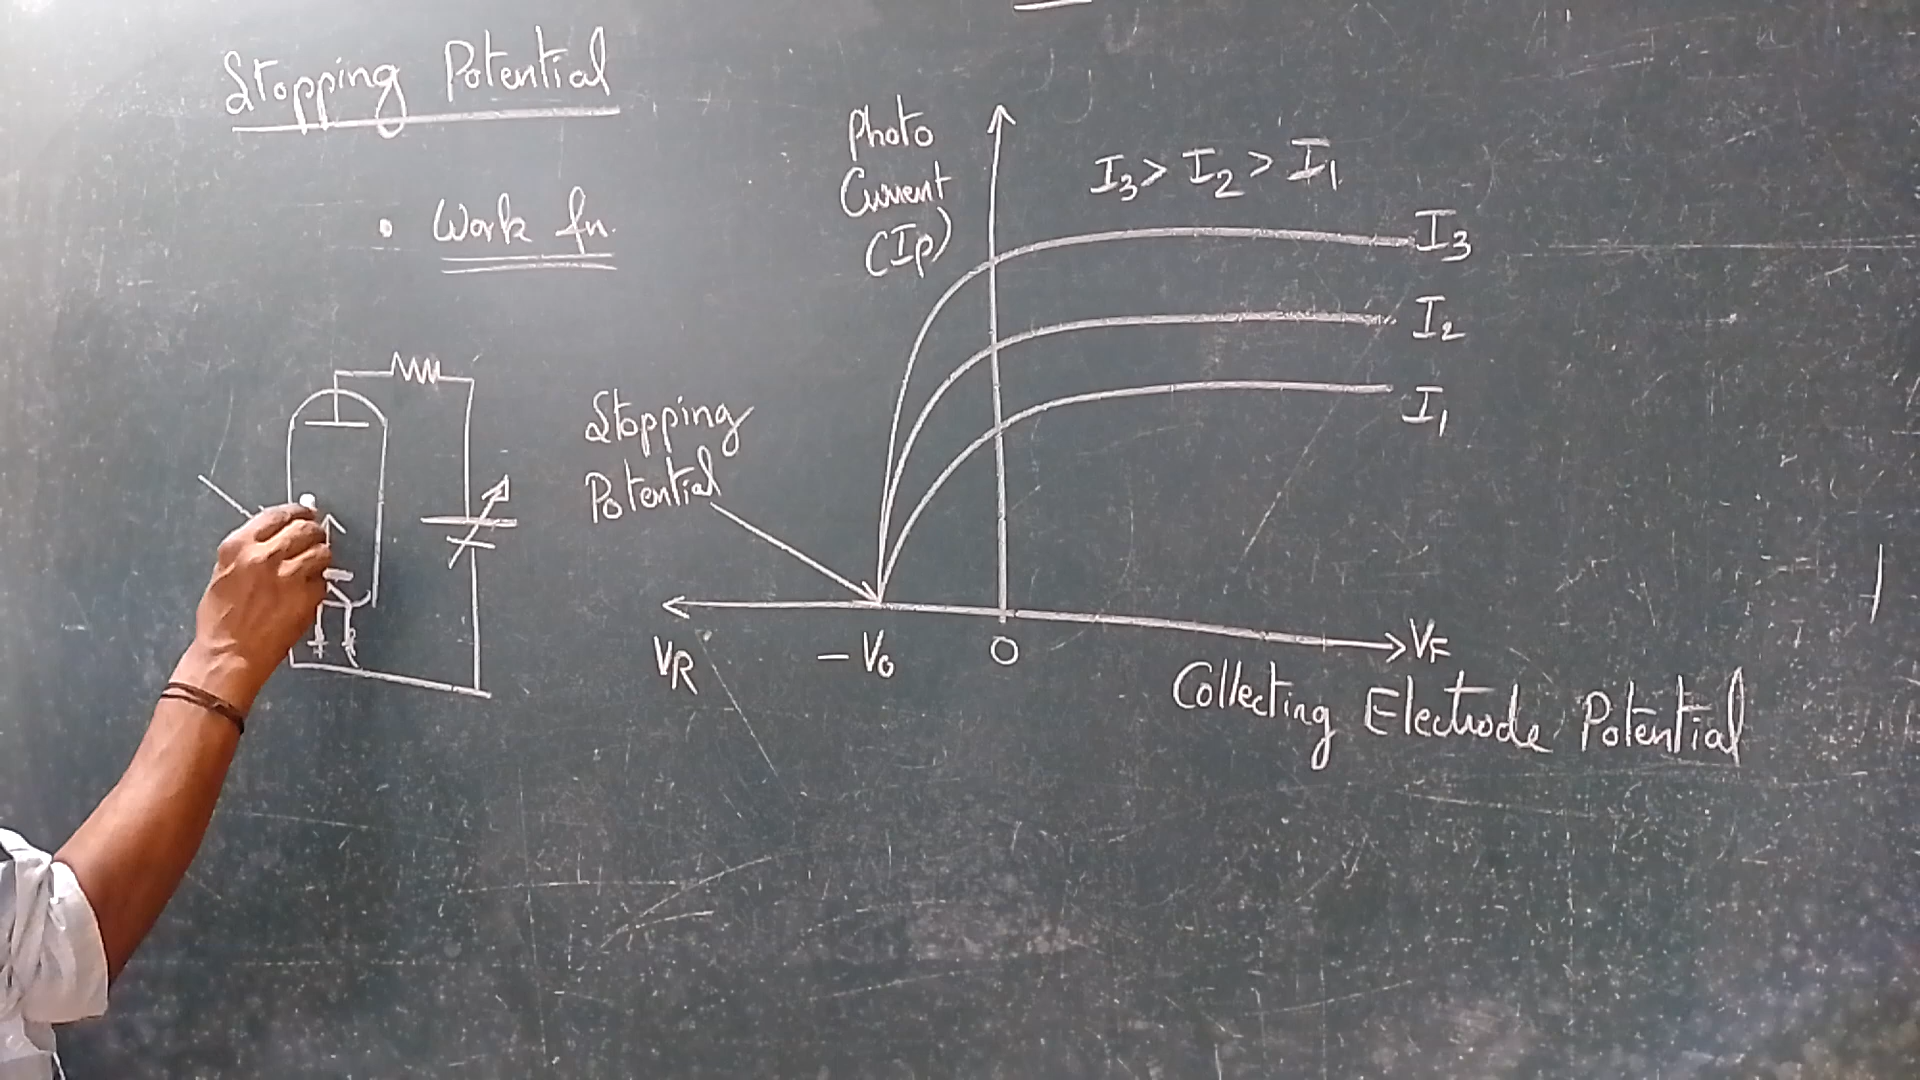 Stopping Potential
• Work fn.
Photo
Current
(Ip)
I3 > I2 > I1
I3
I2
I1
Stopping
Potential
VR
– V0
O
VF
Collecting Electrode Potential